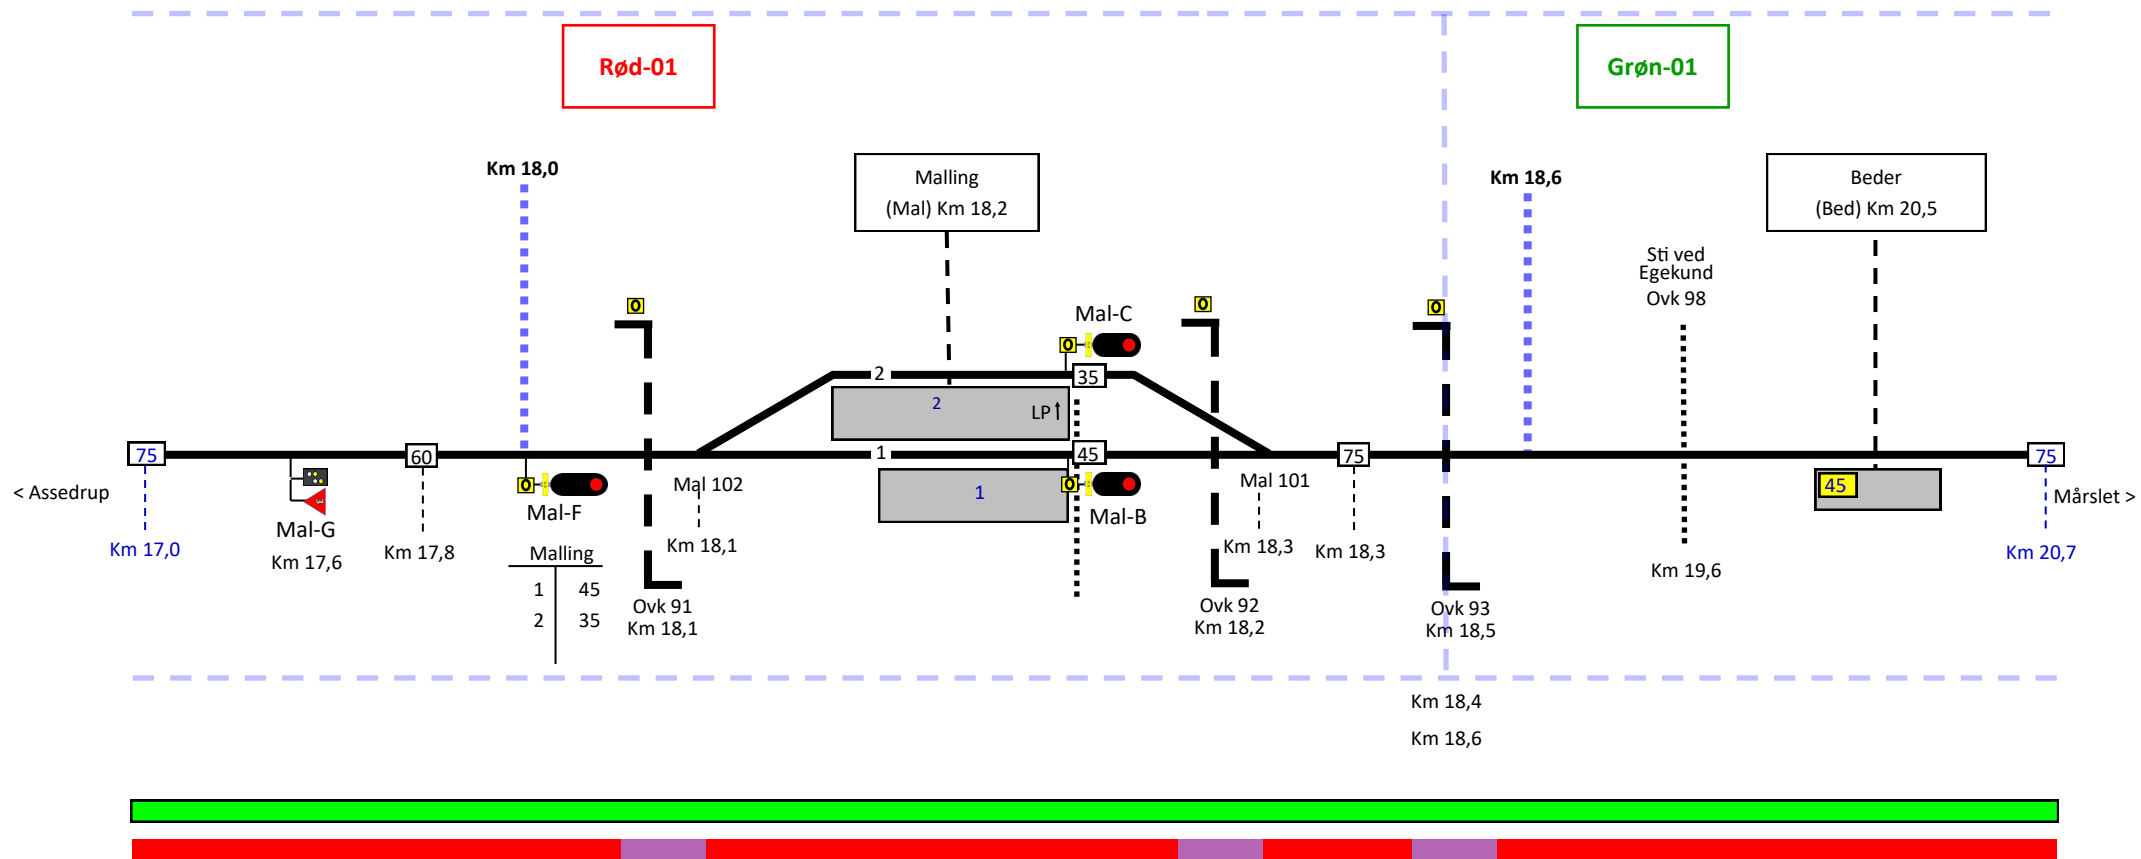 Rød-01
Grøn-01
Km 18,0
Malling
(Mal) Km 18,2
Km 18,6
Beder
(Bed) Km 20,5
Sti ved
Egekund
Ovk 98
O
O
O
Mal-C
O
2
35
2
LP
75
60
1
45
75
75
< Assedrup
Mal-G
Km 17,6
Km 17,0
Km 17,8
O
Mal-F
Malling
1 45
2 35
Mal 102
Km 18,1
Ovk 91
Km 18,1
1
O
Mal-B
Mal 101
Km 18,3
Ovk 92
Km 18,2
Km 18,3
Ovk 93
Km 18,5
Km 19,6
45
Mårslet >
Km 20,7
Km 18,4
Km 18,6